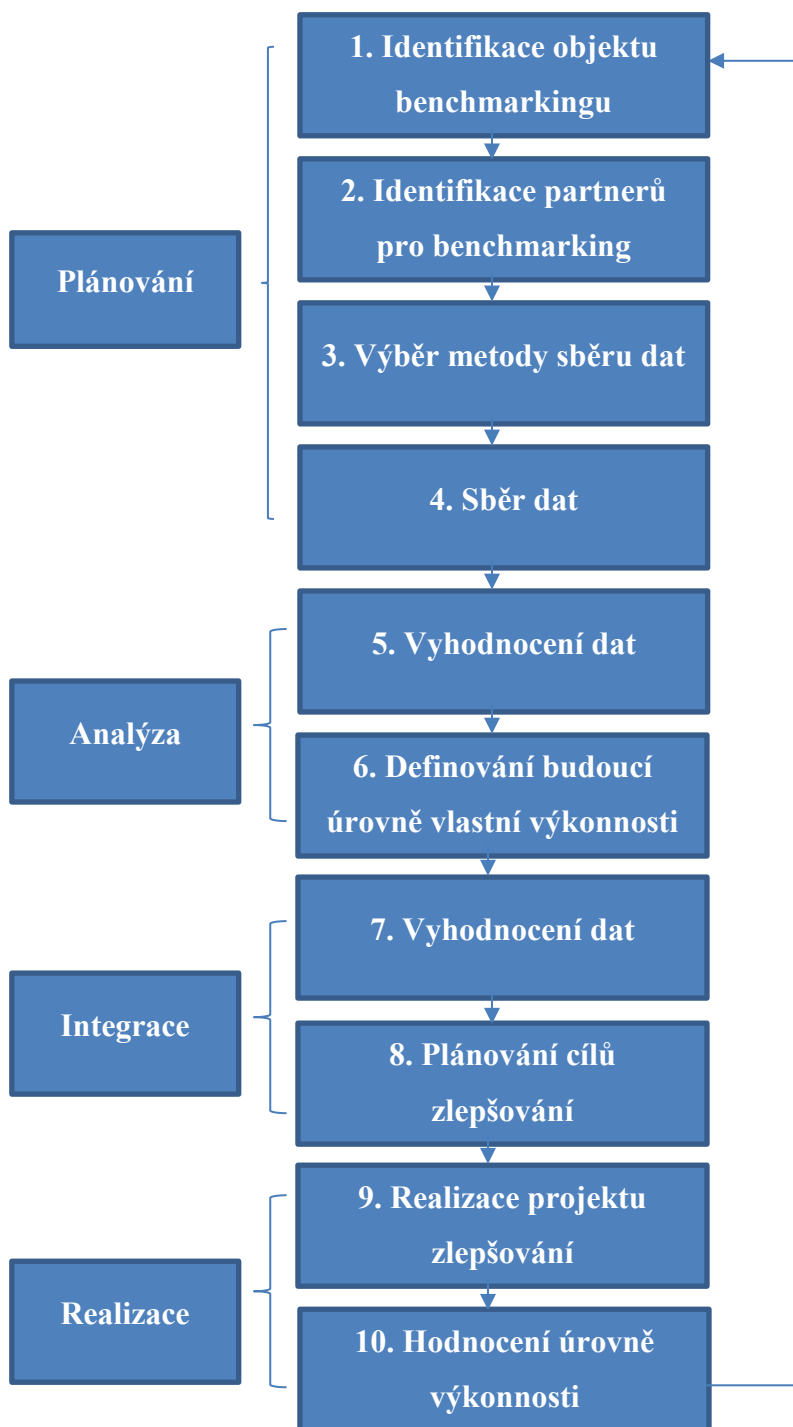 1. Identifikace objektu
benchmarkingu
2. Identifikace partnerů
pro benchmarking
Plánování
3. Výběr metody sběru dat
4. Sběr dat
5. Vyhodnocení dat
Analýza
6. Definování budoucí
úrovně vlastní výkonnosti
7. Vyhodnocení dat
Integrace
8. Plánování cílů
zlepšování
9. Realizace projektu
zlepšování
Realizace
10. Hodnocení úrovně
výkonnosti